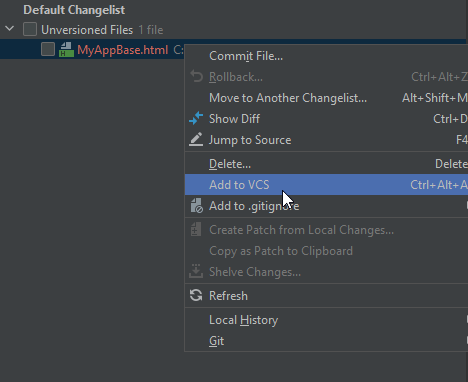 Default Changelist
Unversioned Files 1 file
MyAppBase.html C:
Commit File...
Rollback... Ctrl+Alt+Z
Move to Another Changelist... Alt+Shift+M
Show Diff Ctrl+D
Jump to Source F4
Delete... Delete
Add to VCS Ctrl+Alt+A
Add to .gitignore
Create Patch from Local Changes...
Copy as Patch to Clipboard
Shelve Changes...
Refresh
Local History
Git